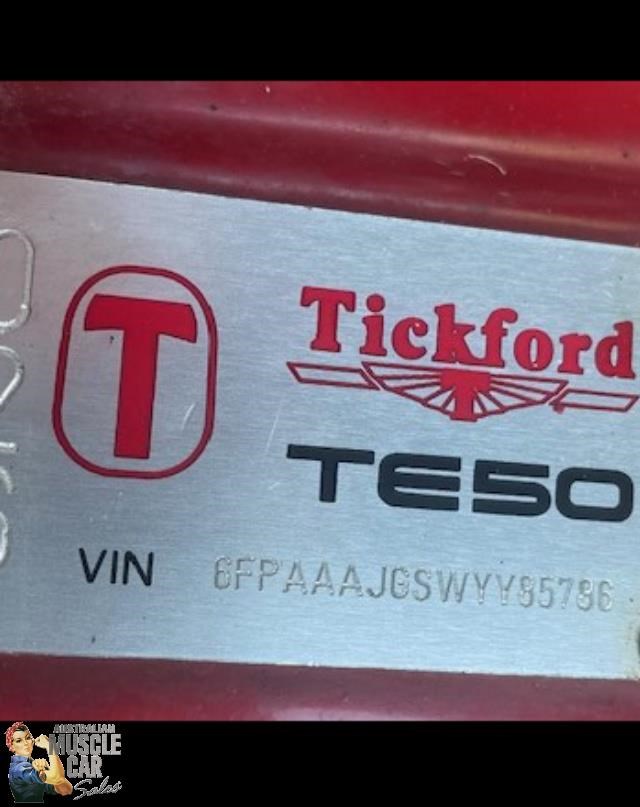 T
Tickford
T
TE50
VIN 6FPAAAJGSWYY85786
AUSTRALIAN
MUSCLE
CAR
Sales